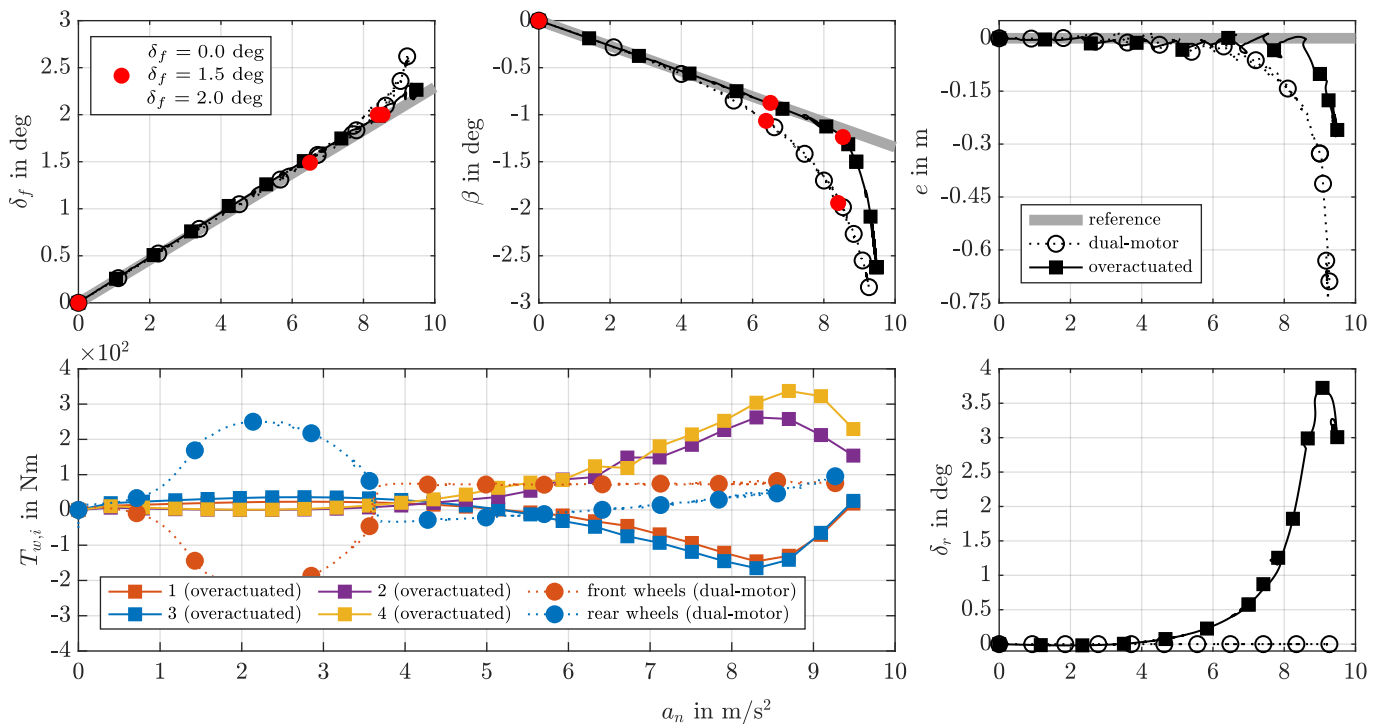 3
2.5
2
1.5
1
0.5
0
δ_f in deg
δ_f = 0.0 deg
δ_f = 1.5 deg
δ_f = 2.0 deg
0 2 4 6 8 10
0
-0.5
-1
-1.5
-2
-2.5
-3
β in deg
0 2 4 6 8 10
0
-0.15
-0.3
-0.45
-0.6
-0.75
e in m
reference
dual-motor
overactuated
0 2 4 6 8 10
×10²
4
3
2
1
0
-1
-2
-4
T_{w,i} in Nm
1 (overactuated) 2 (overactuated) front wheels (dual-motor)
3 (overactuated) 4 (overactuated) rear wheels (dual-motor)
0 1 2 3 4 5 6 7 8 9 10
a_n in m/s²
4
3.5
3
2.5
2
1.5
1
0.5
0
δ_r in deg
0 2 4 6 8 10